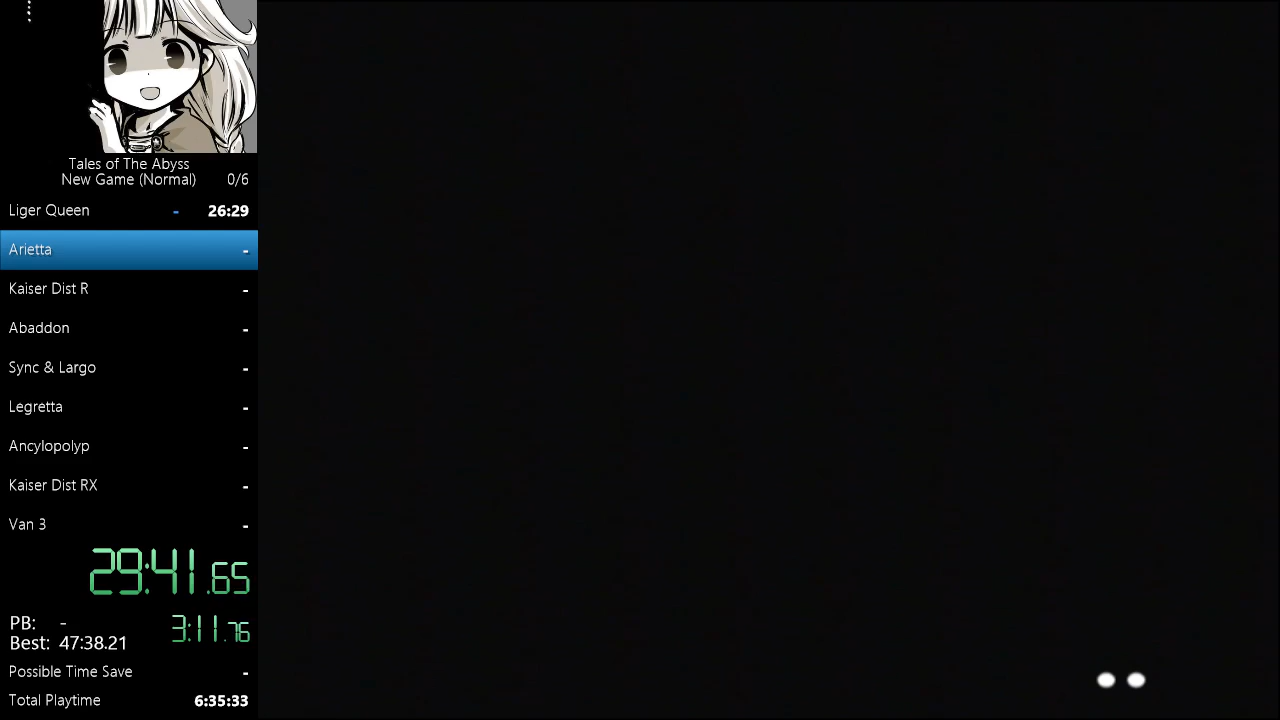 Tales of The Abyss
New Game (Normal) 0/6
Liger Queen - 26:29
Arietta -
Kaiser Dist R -
Abaddon -
Sync & Largo -
Legretta -
Ancylopolyp -
Kaiser Dist RX -
Van 3 -
29:41.65
PB: - 3:11.76
Best: 47:38.21
Possible Time Save -
Total Playtime 6:35:33